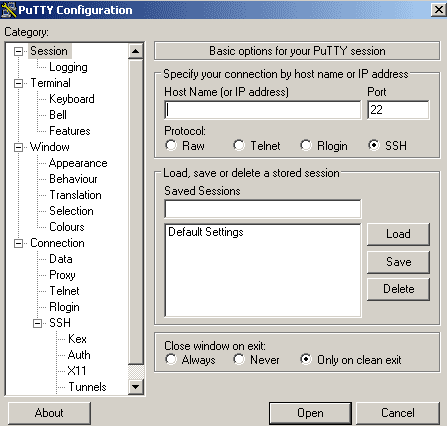 PuTTY Configuration
Category:
Session
Logging
Terminal
Keyboard
Bell
Features
Window
Appearance
Behaviour
Translation
Selection
Colours
Connection
Data
Proxy
Telnet
Rlogin
SSH
Kex
Auth
X11
Tunnels
Basic options for your PuTTY session
Specify your connection by host name or IP address
Host Name (or IP address) Port
22
Protocol:
Raw Telnet Rlogin SSH
Load, save or delete a stored session
Saved Sessions
Default Settings
Load
Save
Delete
Close window on exit:
Always Never Only on clean exit
About Open Cancel